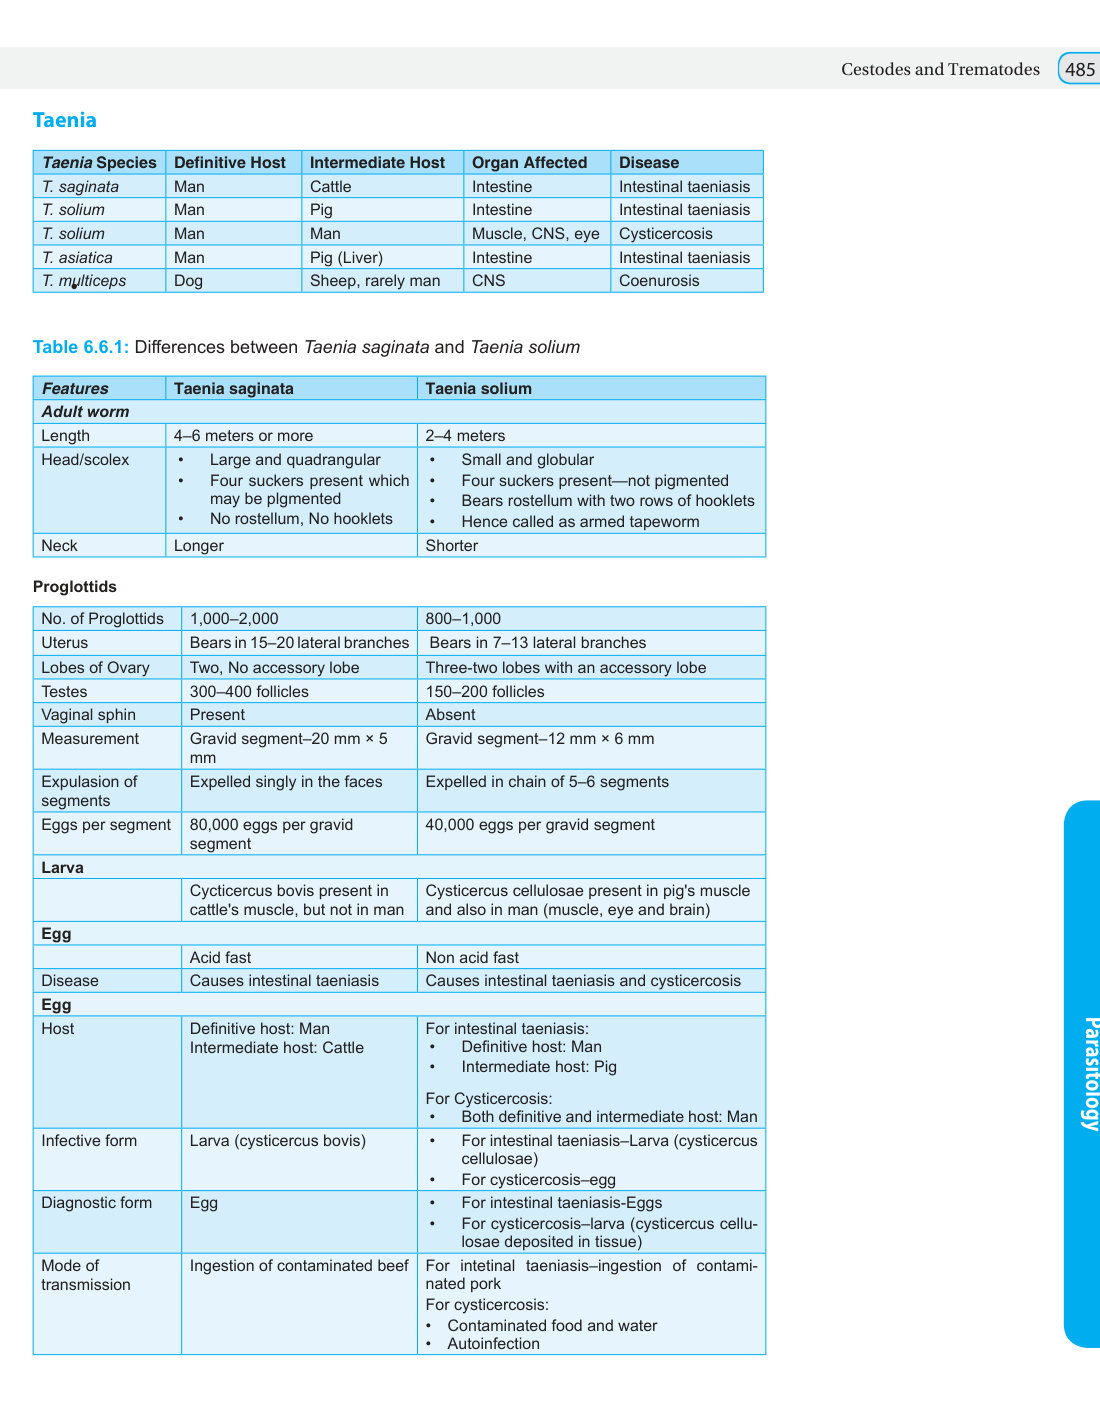 Cestodes and Trematodes 485
Taenia
Taenia Species Definitive Host Intermediate Host Organ Affected Disease
T. saginata Man Cattle Intestine Intestinal taeniasis
T. solium Man Pig Intestine Intestinal taeniasis
T. solium Man Man Muscle, CNS, eye Cysticercosis
T. asiatica Man Pig (Liver) Intestine Intestinal taeniasis
T. multiceps Dog Sheep, rarely man CNS Coenurosis
Table 6.6.1: Differences between Taenia saginata and Taenia solium
Features Taenia saginata Taenia solium
Adult worm
Length 4–6 meters or more 2–4 meters
Head/scolex
• Large and quadrangular
• Four suckers present which
may be pIgmented
• No rostellum, No hooklets
• Small and globular
• Four suckers present—not pigmented
• Bears rostellum with two rows of hooklets
• Hence called as armed tapeworm
Neck Longer Shorter
Proglottids
No. of Proglottids 1,000–2,000 800–1,000
Uterus Bears in 15–20 lateral branches Bears in 7–13 lateral branches
Lobes of Ovary Two, No accessory lobe Three-two lobes with an accessory lobe
Testes 300–400 follicles 150–200 follicles
Vaginal sphin Present Absent
Measurement
Gravid segment–20 mm × 5
mm
Gravid segment–12 mm × 6 mm
Expulasion of
segments
Expelled singly in the faces
Expelled in chain of 5–6 segments
Eggs per segment
80,000 eggs per gravid
segment
40,000 eggs per gravid segment
Larva
Cycticercus bovis present in
cattle's muscle, but not in man
Cysticercus cellulosae present in pig's muscle
and also in man (muscle, eye and brain)
Egg
Acid fast Non acid fast
Disease Causes intestinal taeniasis Causes intestinal taeniasis and cysticercosis
Egg
Host
Definitive host: Man
Intermediate host: Cattle
For intestinal taeniasis:
• Definitive host: Man
• Intermediate host: Pig
For Cysticercosis:
• Both definitive and intermediate host: Man
Infective form
Larva (cysticercus bovis)
• For intestinal taeniasis–Larva (cysticercus
cellulosae)
• For cysticercosis–egg
Diagnostic form
Egg
• For intestinal taeniasis-Eggs
• For cysticercosis–larva (cysticercus cellu-
losae deposited in tissue)
Mode of
transmission
Ingestion of contaminated beef
For intetinal taeniasis–ingestion of contami-
nated pork
For cysticercosis:
• Contaminated food and water
• Autoinfection
Parasitology